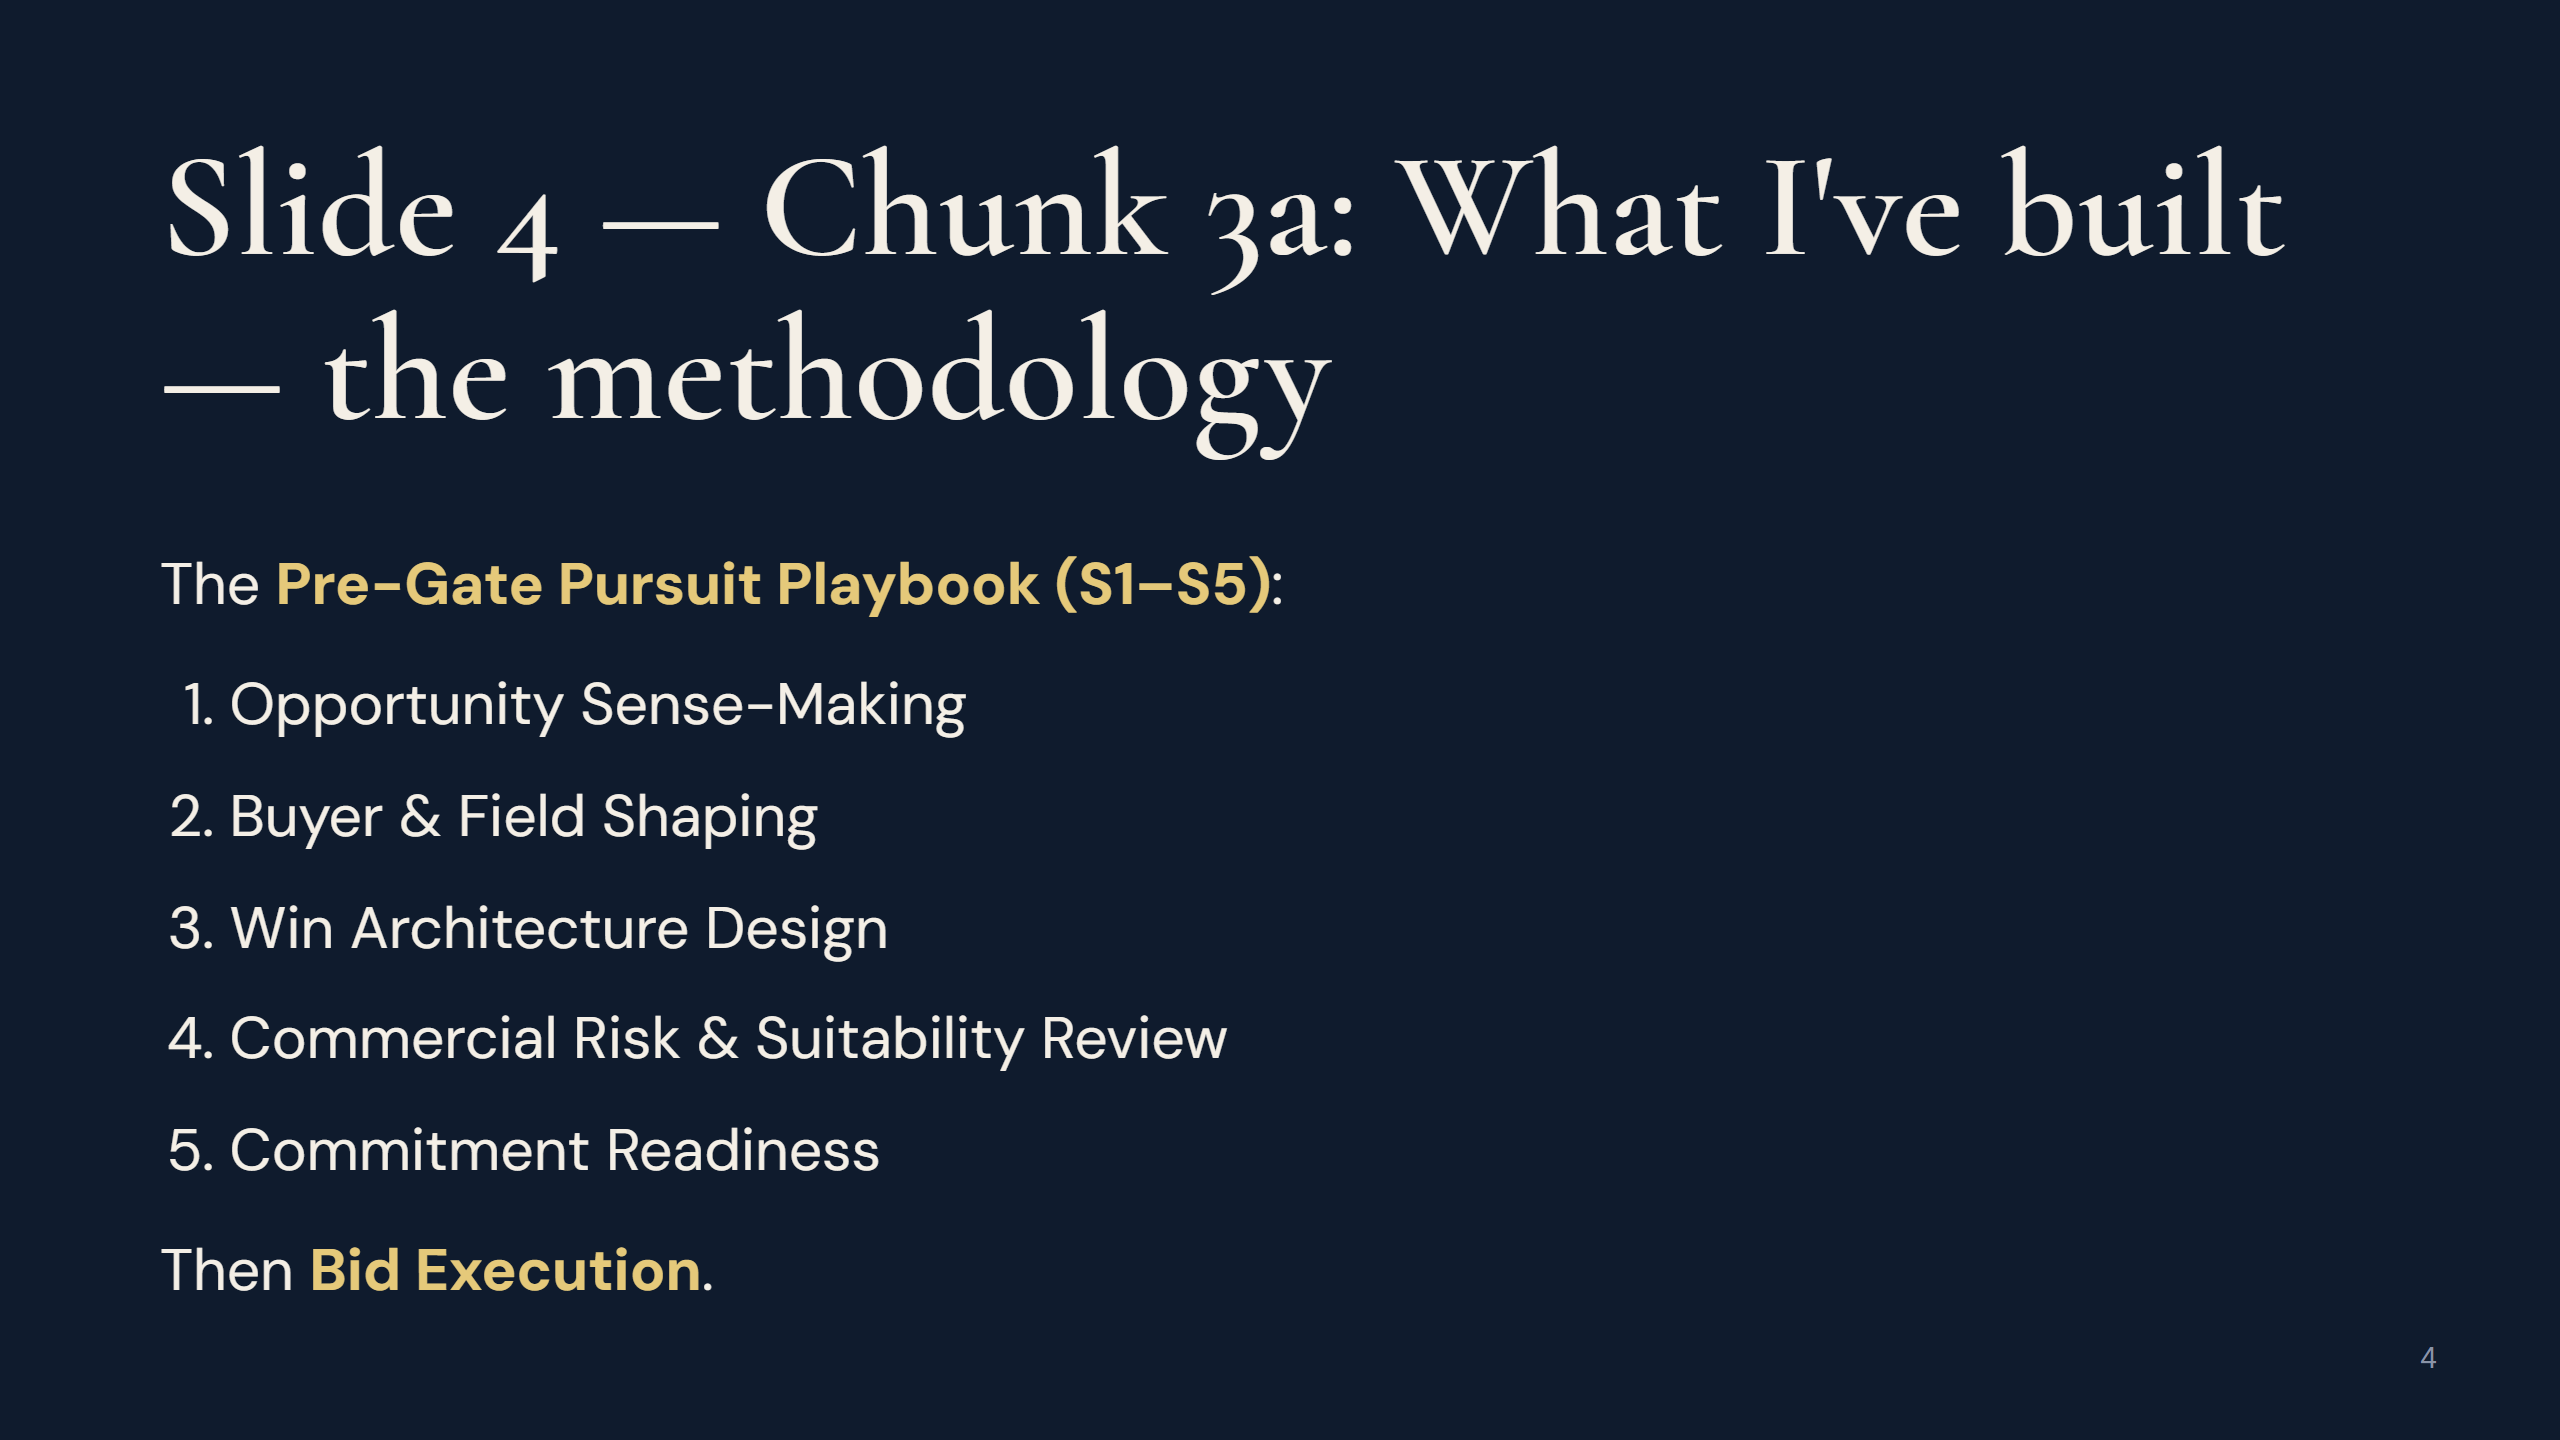 Slide 4 — Chunk 3a: What I've built
— the methodology
The Pre-Gate Pursuit Playbook (S1–S5):
1. Opportunity Sense-Making
2. Buyer & Field Shaping
3. Win Architecture Design
4. Commercial Risk & Suitability Review
5. Commitment Readiness
Then Bid Execution.
4